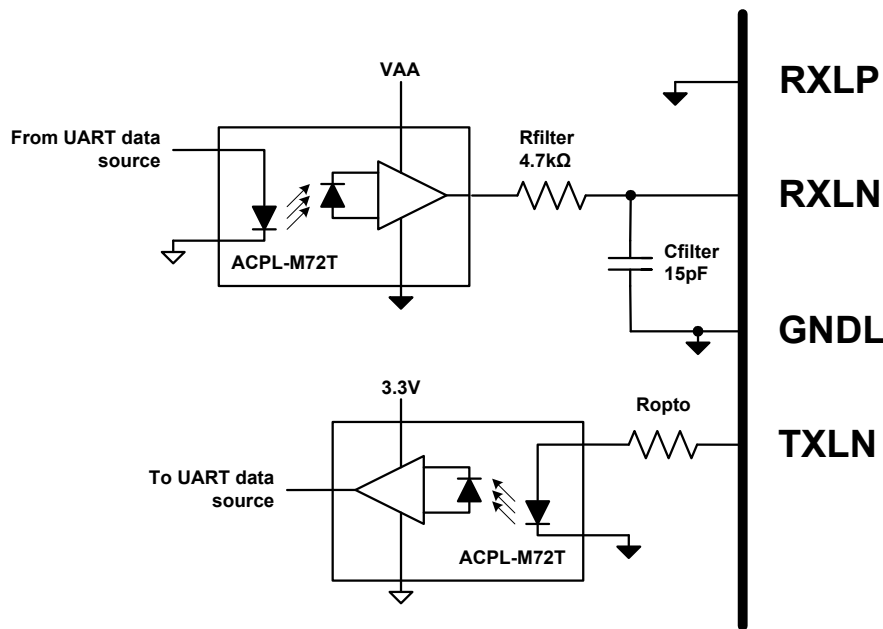 VAA
RXLP
From UART data
source
Rfilter
4.7kΩ
RXLN
ACPL-M72T
Cfilter
15pF
GNDL
3.3V
Ropto
TXLN
To UART data
source
ACPL-M72T